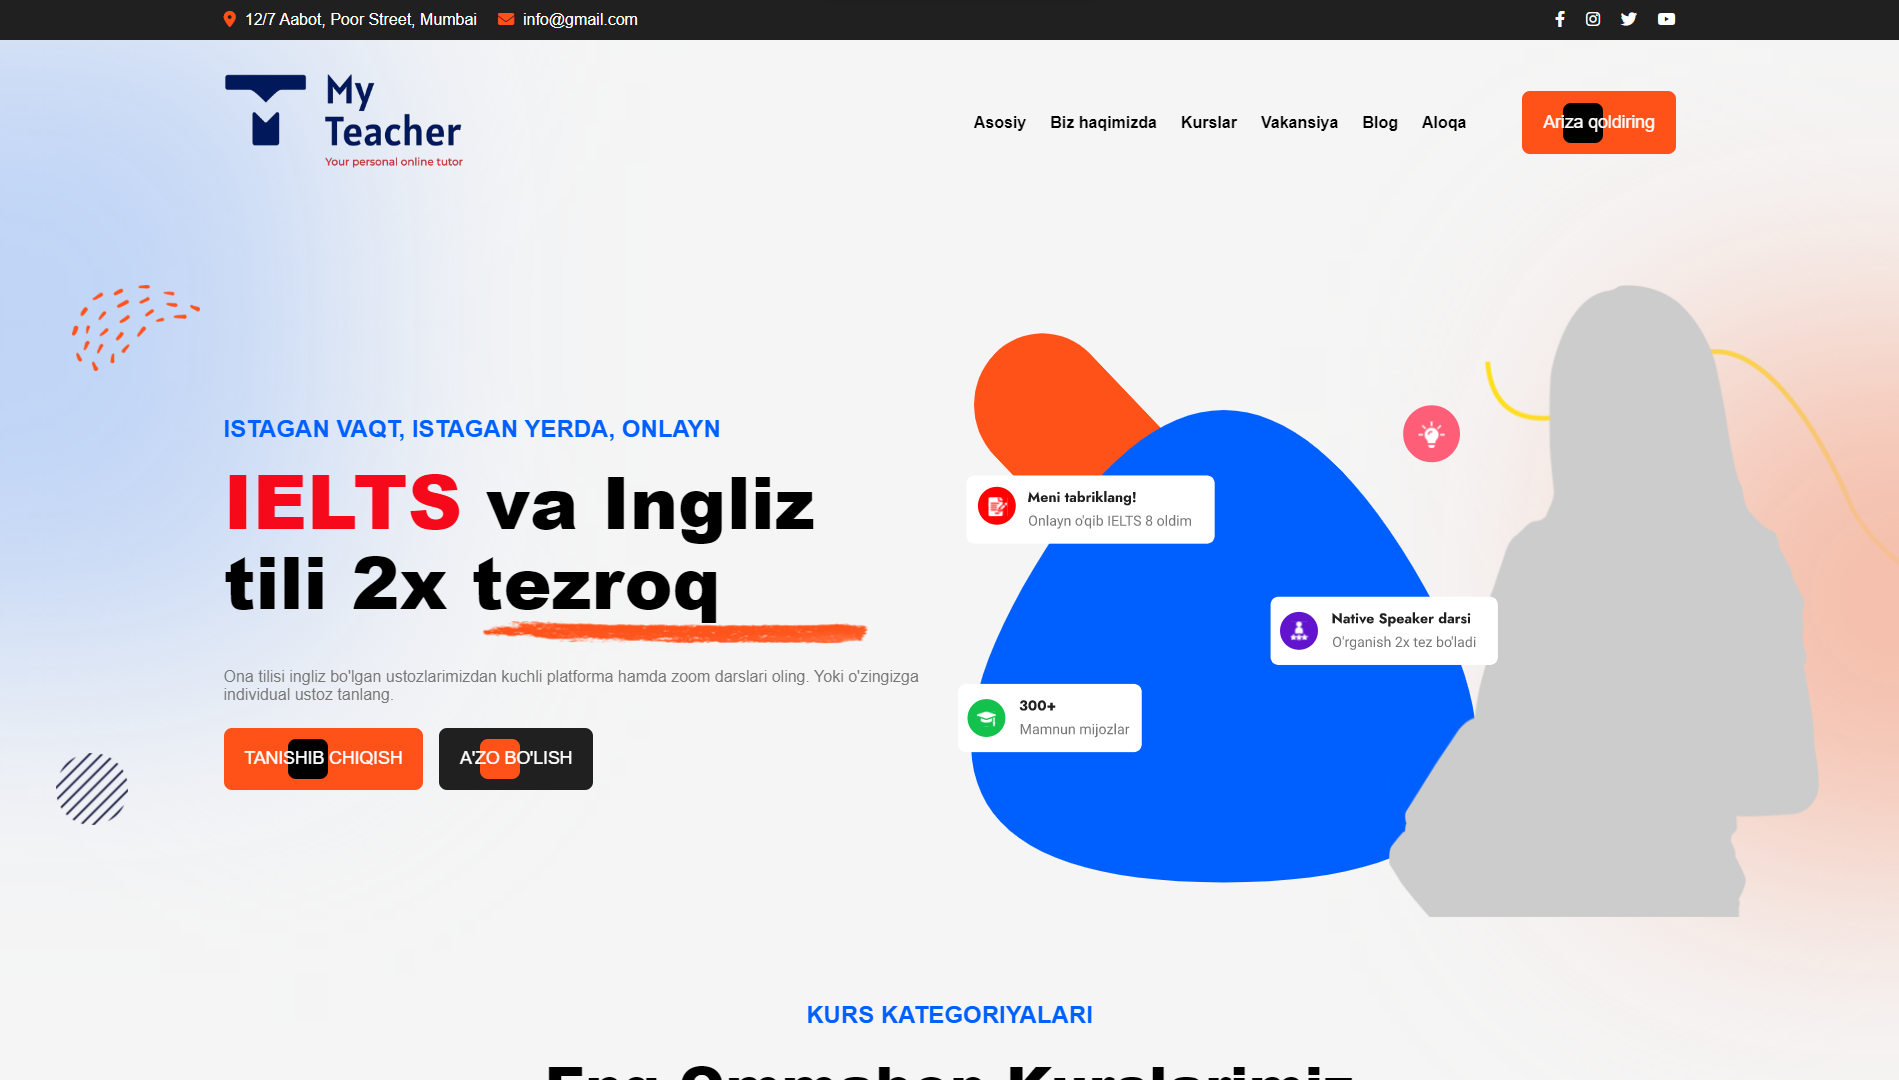 12/7 Aabot, Poor Street, Mumbai
info@gmail.com
My
Teacher
Your personal online tutor
Asosiy
Biz haqimizda
Kurslar
Vakansiya
Blog
Aloqa
Ariza qoldiring
ISTAGAN VAQT, ISTAGAN YERDA, ONLAYN
IELTS va Ingliz
tili 2x tezroq
Ona tilisi ingliz bo'lgan ustozlarimizdan kuchli platforma hamda zoom darslari oling. Yoki o'zingizga
individual ustoz tanlang.
TANISHIB CHIQISH
A'ZO BO'LISH
Meni tabriklang!
Onlayn o'qib IELTS 8 oldim
Native Speaker darsi
O'rganish 2x tez bo'ladi
300+
Mamnun mijozlar
KURS KATEGORIYALARI
Eng Ommabop Kurslarimiz